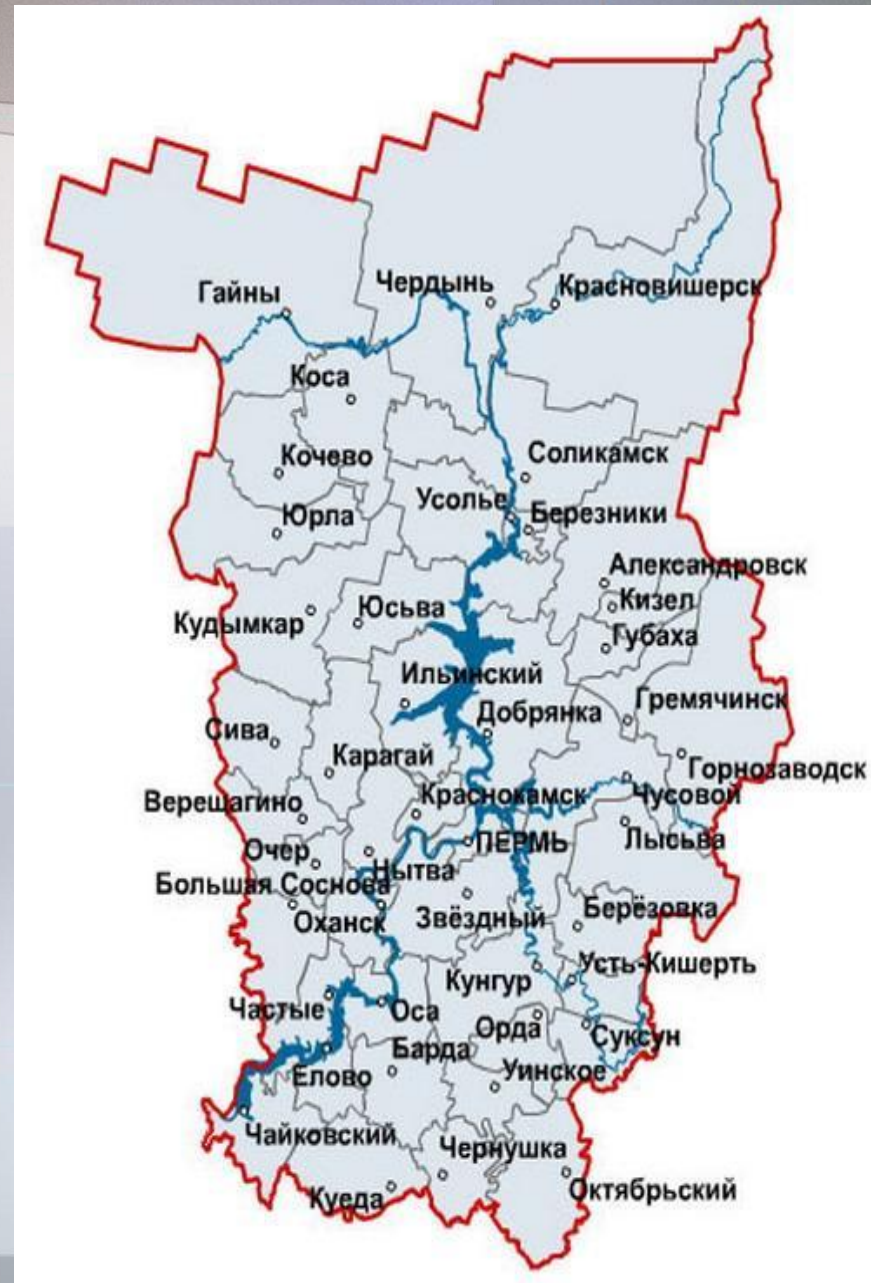 Гайны
Чердынь
Красновишерск
Коса
Кочево
Соликамск
Усолье
Березники
Юрла
Александровск
Кизел
Юсьва
Кудымкар
Губаха
Ильинский
Гремячинск
Добрянка
Сива
Карагай
Горнозаводск
Краснокамск
Чусовой
Верещагино
Лысьва
ПЕРМЬ
Очер
Нытва
Большая Соснова
Звёздный
Берёзовка
Оханск
Усть-Кишерть
Кунгур
Частые
Оса
Орда
Суксун
Барда
Елово
Уинское
Чайковский
Чернушка
Куеда
Октябрьский